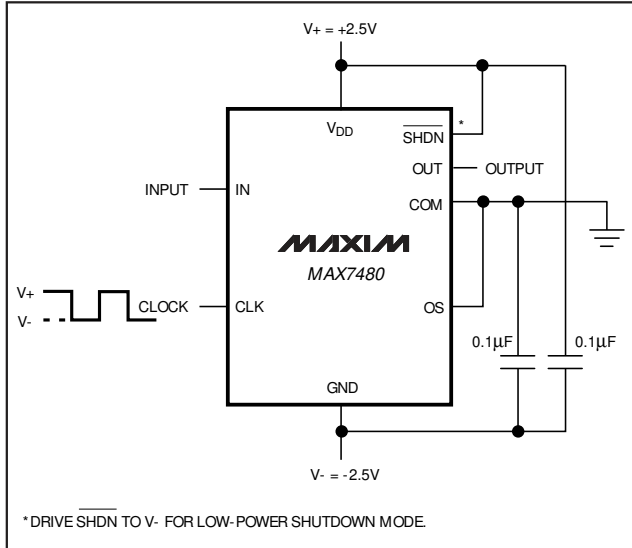 V+ = +2.5V
VDD
SHDN
*
OUT
OUTPUT
INPUT
IN
COM
MAXIM
MAX7480
V+
V-
CLOCK
CLK
OS
0.1µF
0.1µF
GND
V- = -2.5V
*DRIVE SHDN TO V- FOR LOW-POWER SHUTDOWN MODE.